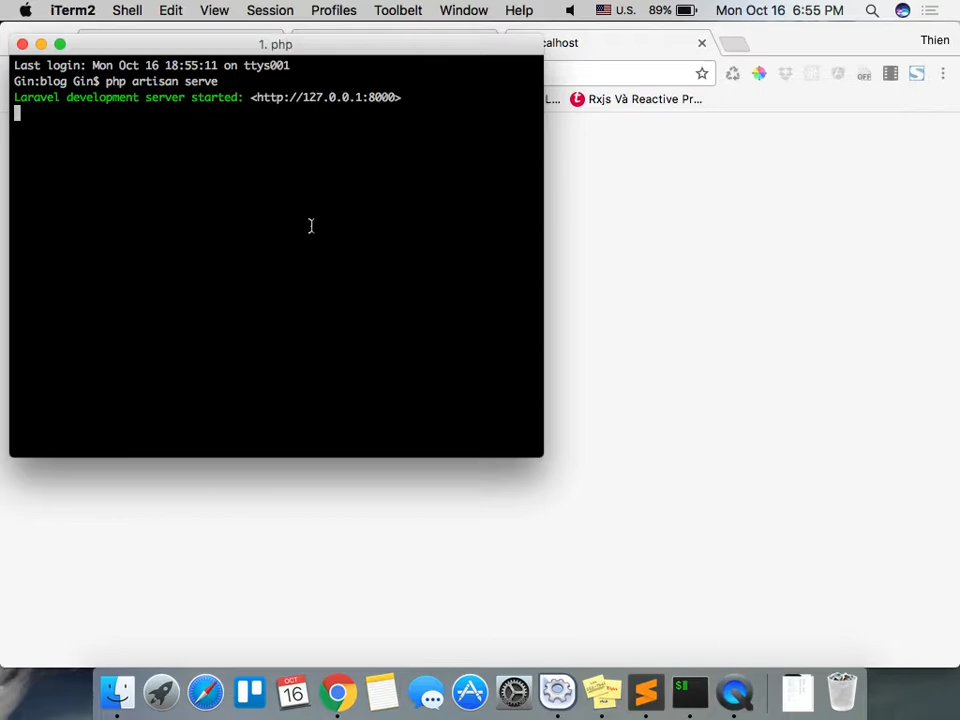 iTerm2 Shell Edit View Session Profiles Toolbelt Window Help U.S. 89% Mon Oct 16 6:55 PM
1. php
calhost
Thien
Last login: Mon Oct 16 18:55:11 on ttys001
Gin:blog Gin$ php artisan serve
Laravel development server started: <http://127.0.0.1:8000>
OFF
L... Rxjs Và Reactive Pr...
OCT
16
$